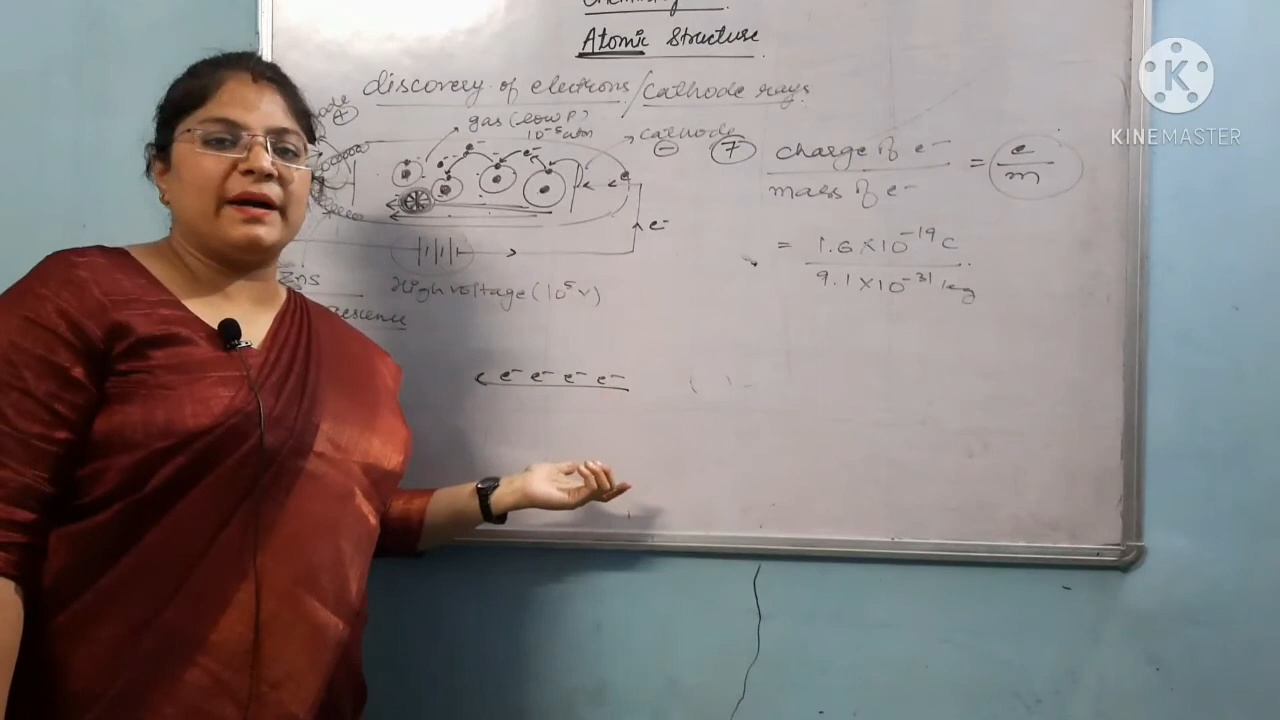 Chemistry
Atomic Structure
discovery of electrons/cathode rays
gas (low P)
10⁻⁵ atm
cathode
⊖
⊕
e⁻ e⁻ e⁻ e⁻
e⁻
High voltage (10⁵ V)
ZnS
⑦ charge of e⁻ / mass of e⁻ = e/m
= 1.6 × 10⁻¹⁹ C / 9.1 × 10⁻³¹ kg
K
KINEMASTER